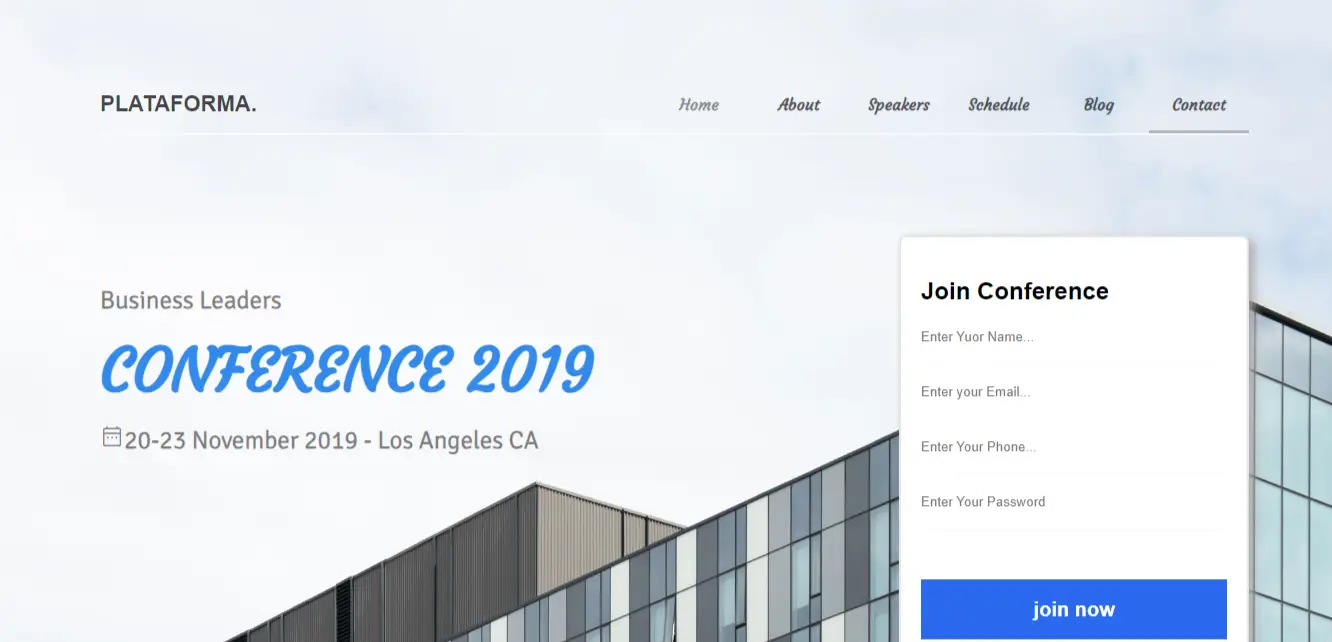 PLATAFORMA.
Home About Speakers Schedule Blog Contact
Business Leaders
CONFERENCE 2019
20-23 November 2019 - Los Angeles CA
Join Conference
Enter Yuor Name...
Enter your Email...
Enter Your Phone...
Enter Your Password
join now